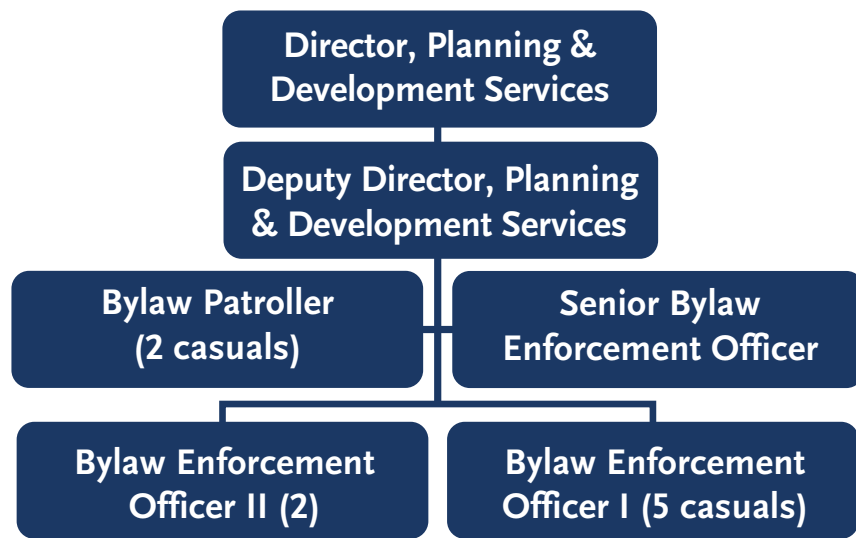 Director, Planning &
Development Services
Deputy Director, Planning
& Development Services
Bylaw Patroller
(2 casuals)
Senior Bylaw
Enforcement Officer
Bylaw Enforcement
Officer II (2)
Bylaw Enforcement
Officer I (5 casuals)